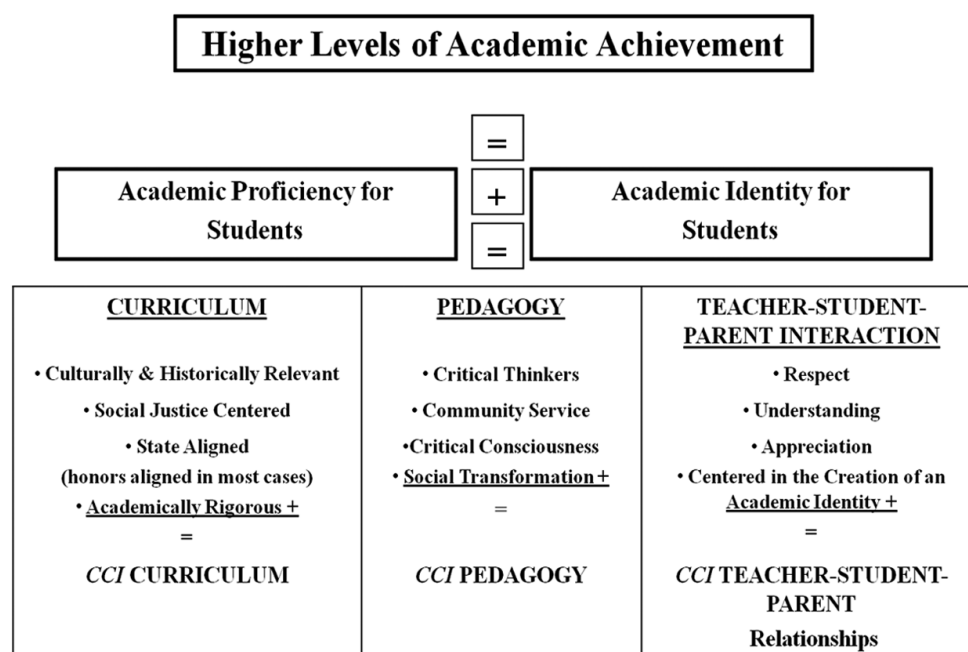 Higher Levels of Academic Achievement
=
Academic Proficiency for
Students
+
Academic Identity for
Students
=
CURRICULUM
• Culturally & Historically Relevant
• Social Justice Centered
• State Aligned
(honors aligned in most cases)
• Academically Rigorous +
=
CCI CURRICULUM
PEDAGOGY
• Critical Thinkers
• Community Service
•Critical Consciousness
• Social Transformation +
=
CCI PEDAGOGY
TEACHER-STUDENT-
PARENT INTERACTION
• Respect
• Understanding
• Appreciation
• Centered in the Creation of an
Academic Identity +
=
CCI TEACHER-STUDENT-
PARENT
Relationships